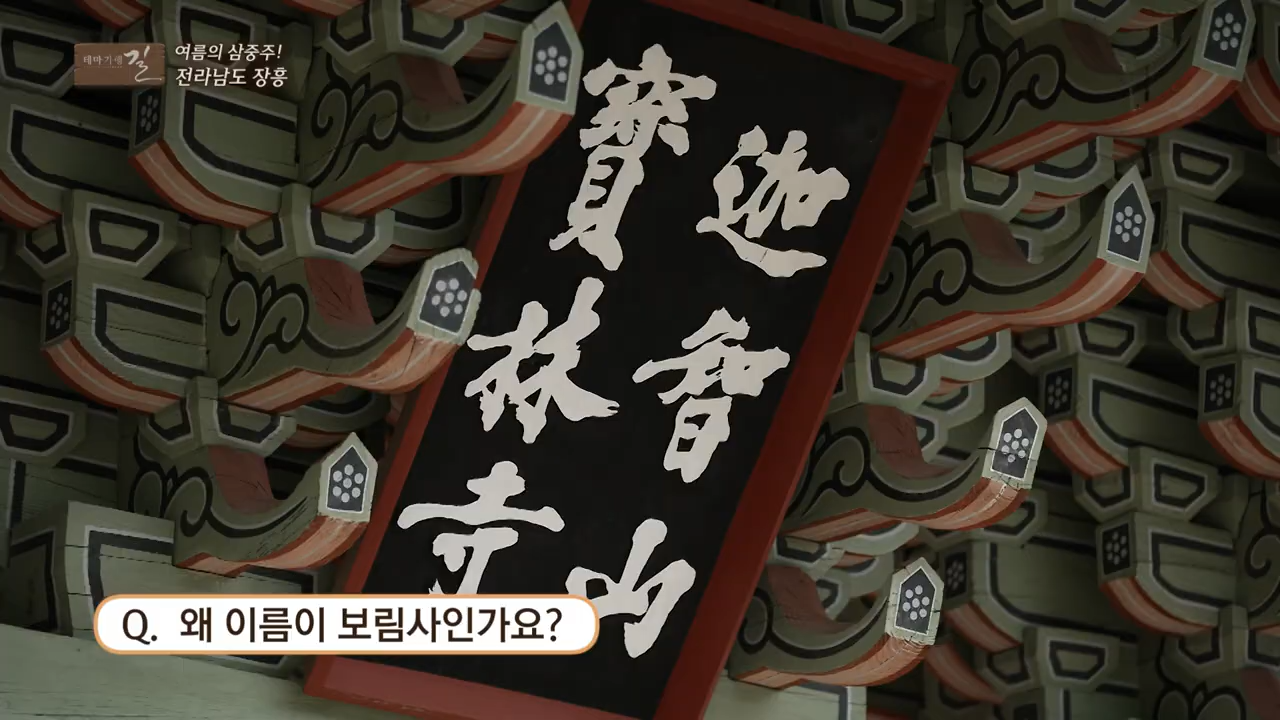 테마기행 길
여름의 삼중주!
전라남도 장흥
迦智山
寶林寺
Q. 왜 이름이 보림사인가요?